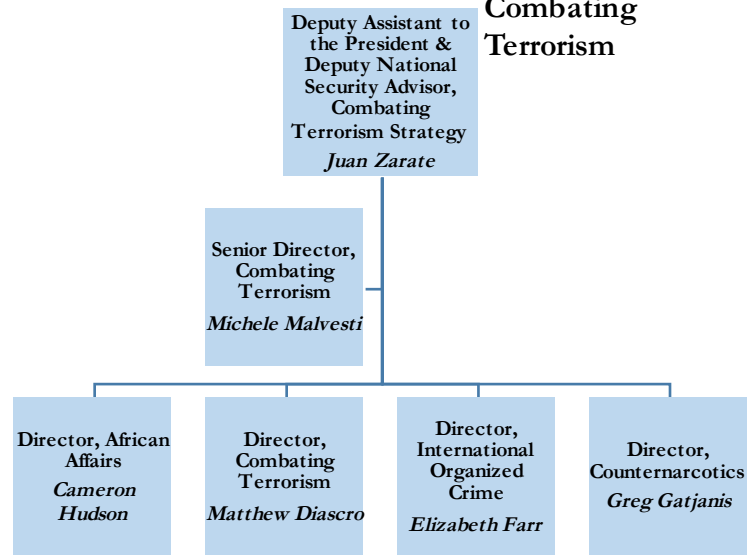 Combating
Terrorism
Deputy Assistant to
the President &
Deputy National
Security Advisor,
Combating
Terrorism Strategy
Juan Zarate
Senior Director,
Combating
Terrorism
Michele Malvesti
Director, African
Affairs
Cameron
Hudson
Director,
Combating
Terrorism
Matthew Diascro
Director,
International
Organized
Crime
Elizabeth Farr
Director,
Counternarcotics
Greg Gatjanis